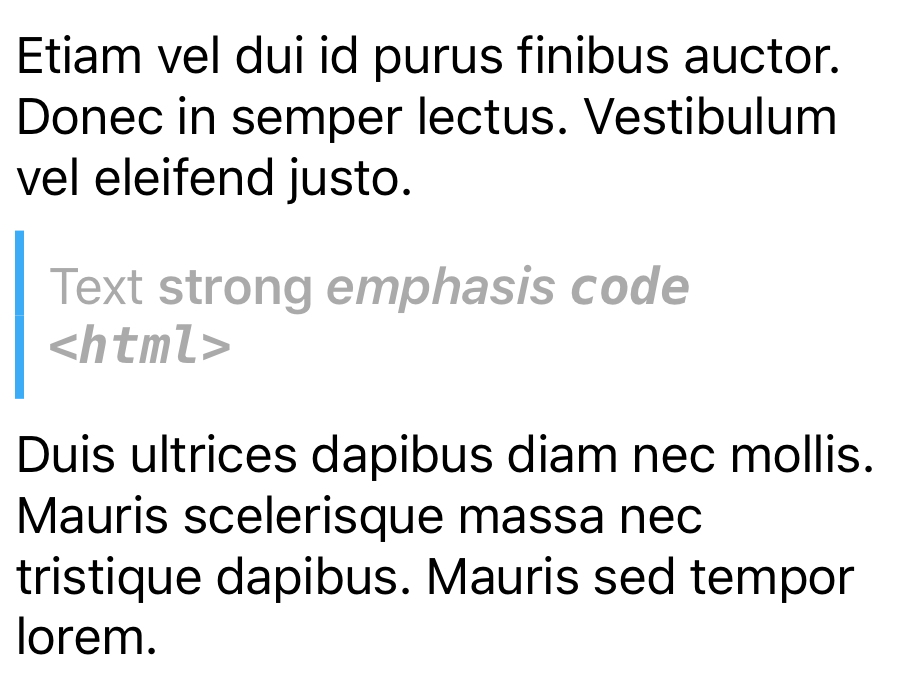 Etiam vel dui id purus finibus auctor.
Donec in semper lectus. Vestibulum
vel eleifend justo.
Text strong emphasis code
<html>
Duis ultrices dapibus diam nec mollis.
Mauris scelerisque massa nec
tristique dapibus. Mauris sed tempor
lorem.